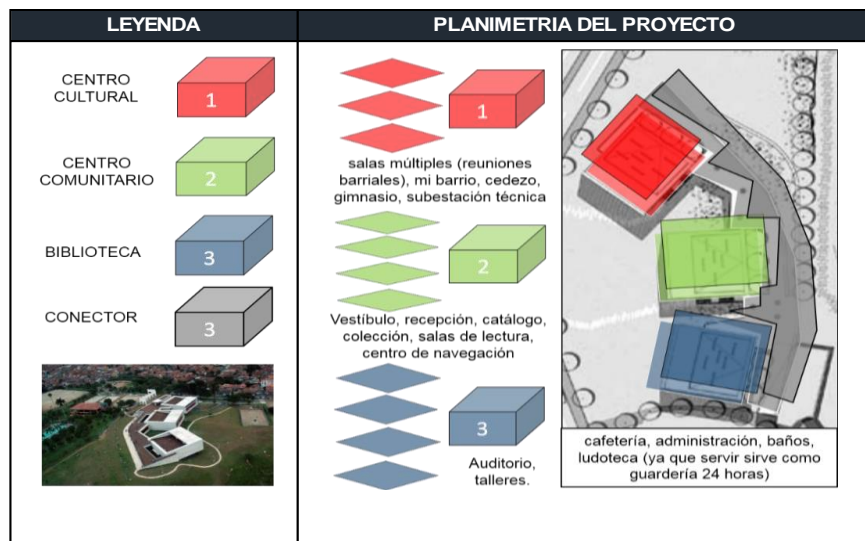 LEYENDA
CENTRO
CULTURAL
1
CENTRO
COMUNITARIO
2
BIBLIOTECA
3
CONECTOR
3
PLANIMETRIA DEL PROYECTO
1
salas múltiples (reuniones
barriales), mi barrio, cedezo,
gimnasio, subestación técnica
2
Vestíbulo, recepción, catálogo,
colección, salas de lectura,
centro de navegación
3
Auditorio,
talleres.
cafetería, administración, baños,
ludoteca (ya que servir sirve como
guardería 24 horas)